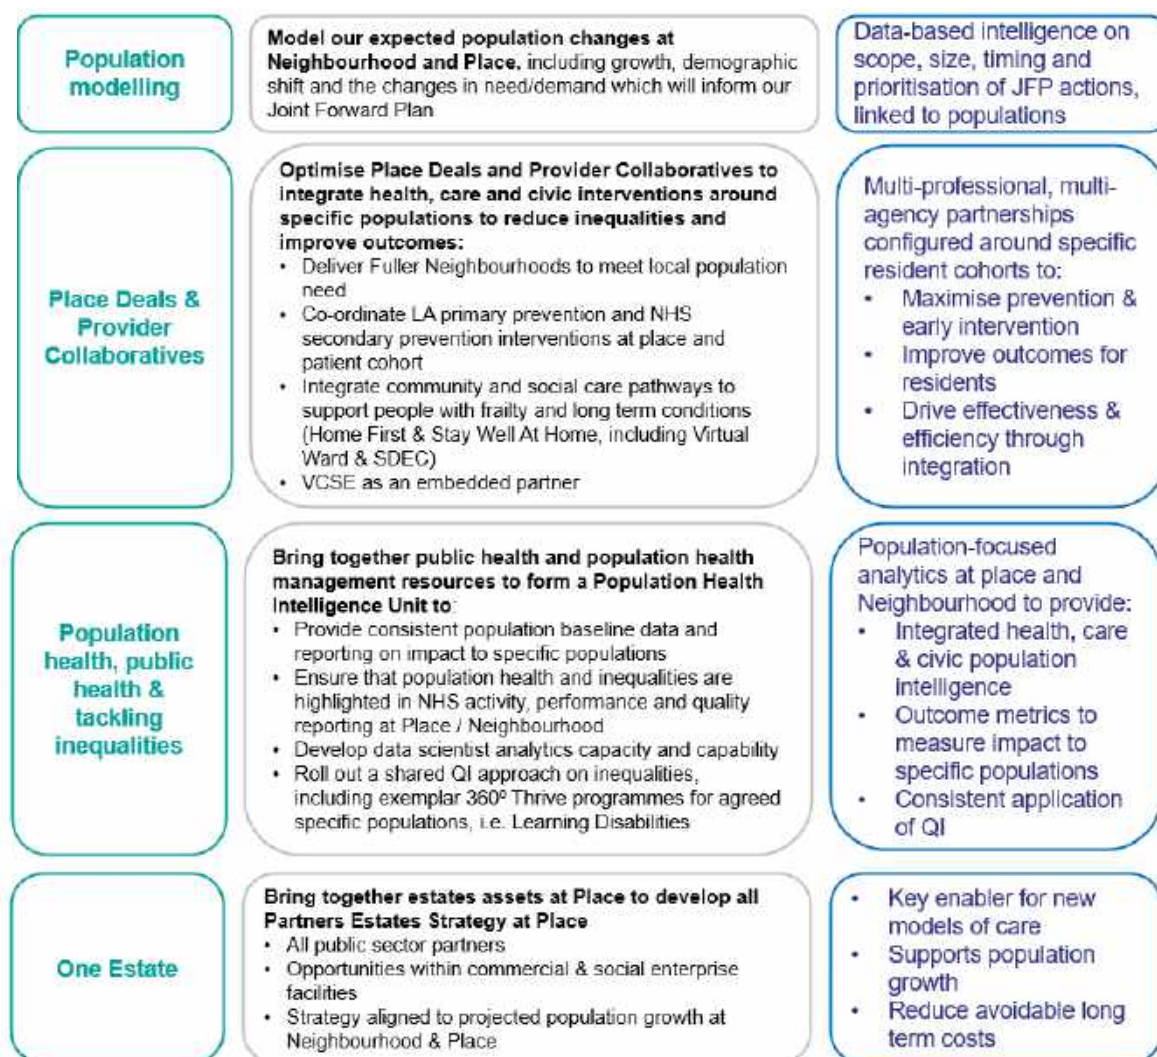 Population
modelling
Model our expected population changes at
Neighbourhood and Place, including growth, demographic
shift and the changes in need/demand which will inform our
Joint Forward Plan
Data-based intelligence on
scope, size, timing and
prioritisation of JFP actions,
linked to populations
Place Deals &
Provider
Collaboratives
Optimise Place Deals and Provider Collaboratives to
integrate health, care and civic interventions around
specific populations to reduce inequalities and
improve outcomes:
• Deliver Fuller Neighbourhoods to meet local population
need
• Co-ordinate LA primary prevention and NHS
secondary prevention interventions at place and
patient cohort
• Integrate community and social care pathways to
support people with frailty and long term conditions
(Home First & Stay Well At Home, including Virtual
Ward & SDEC)
• VCSE as an embedded partner
Multi-professional, multi-
agency partnerships
configured around specific
resident cohorts to:
• Maximise prevention &
early intervention
• Improve outcomes for
residents
• Drive effectiveness &
efficiency through
integration
Population
health, public
health &
tackling
inequalities
Bring together public health and population health
management resources to form a Population Health
Intelligence Unit to:
• Provide consistent population baseline data and
reporting on impact to specific populations
• Ensure that population health and inequalities are
highlighted in NHS activity, performance and quality
reporting at Place / Neighbourhood
• Develop data scientist analytics capacity and capability
• Roll out a shared QI approach on inequalities,
including exemplar 360º Thrive programmes for agreed
specific populations, i.e. Learning Disabilities
Population-focused
analytics at place and
Neighbourhood to provide:
• Integrated health, care
& civic population
Intelligence
• Outcome metrics to
measure impact to
specific populations
• Consistent application
of QI
One Estate
Bring together estates assets at Place to develop all
Partners Estates Strategy at Place
• All public sector partners
• Opportunities within commercial & social enterprise
facilities
• Strategy aligned to projected population growth at
Neighbourhood & Place
• Key enabler for new
models of care
• Supports population
growth
• Reduce avoidable long
term costs